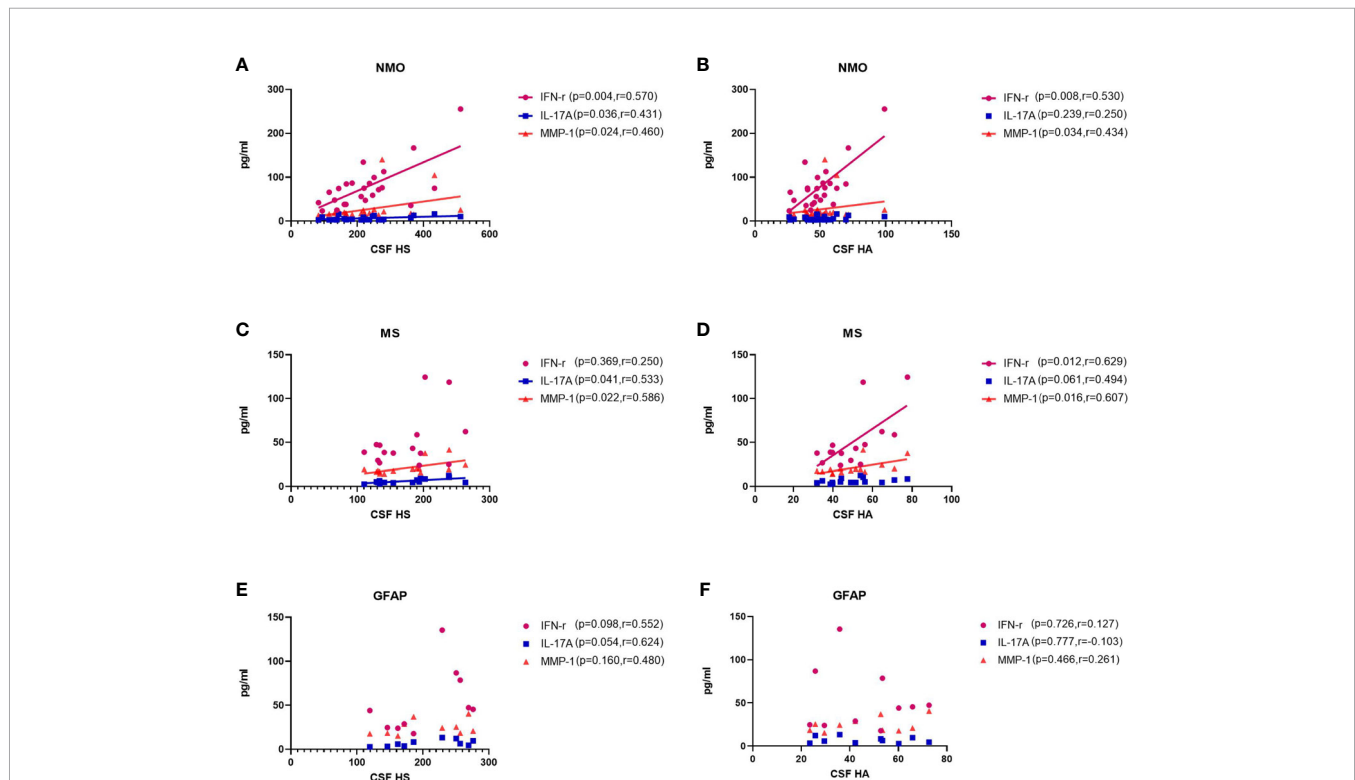 A
NMO
300
200
100
0
pg/ml
0 200 400 600
CSF HS
IFN-r (p=0.004,r=0.570)
IL-17A(p=0.036,r=0.431)
MMP-1(p=0.024,r=0.460)
B
NMO
300
200
100
0
pg/ml
0 50 100 150
CSF HA
IFN-r (p=0.008,r=0.530)
IL-17A (p=0.239,r=0.250)
MMP-1(p=0.034,r=0.434)
C
MS
150
100
50
0
pg/ml
0 100 200 300
CSF HS
IFN-r (p=0.369,r=0.250)
IL-17A (p=0.041,r=0.533)
MMP-1(p=0.022,r=0.586)
D
MS
150
100
50
0
pg/ml
0 20 40 60 80 100
CSF HA
IFN-r (p=0.012,r=0.629)
IL-17A (p=0.061,r=0.494)
MMP-1(p=0.016,r=0.607)
E
GFAP
150
100
50
0
pg/ml
0 100 200 300
CSF HS
IFN-r (p=0.098,r=0.552)
IL-17A (p=0.054,r=0.624)
MMP-1(p=0.160,r=0.480)
F
GFAP
150
100
50
0
pg/ml
0 20 40 60 80
CSF HA
IFN-r (p=0.726,r=0.127)
IL-17A (p=0.777,r=-0.103)
MMP-1(p=0.466,r=0.261)